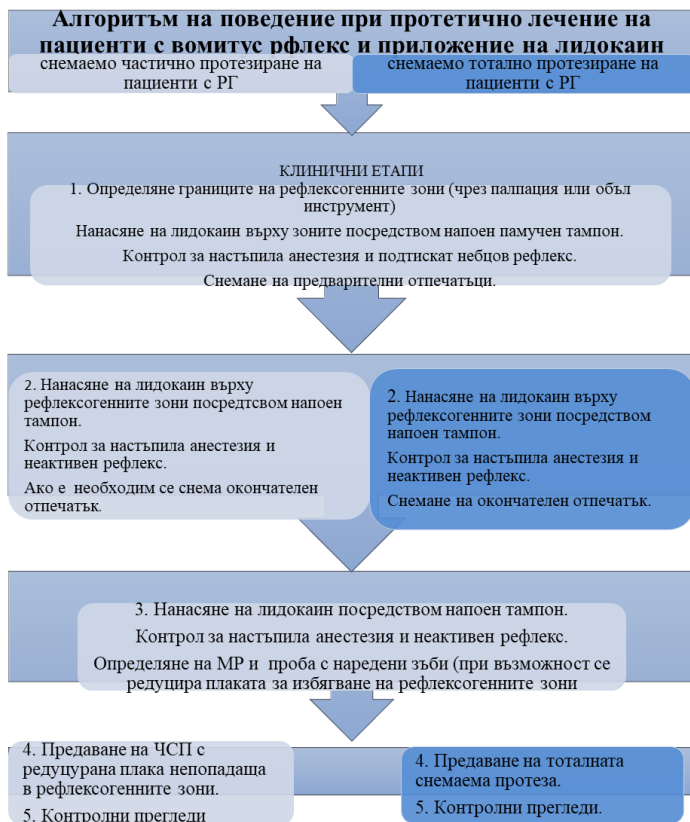 Алгоритъм на поведение при протетично лечение на
пациенти с вомитус рфлекс и приложение на лидокаин
снемаемо частично протезиране на
пациенти с РГ
снемаемо тотално протезиране на
пациенти с РГ
КЛИНИЧНИ ЕТАПИ
1. Определяне границите на рефлексогенните зони (чрез палпация или объл
инструмент)
Нанасяне на лидокаин върху зоните посредством напоен памучен тампон.
Контрол за настъпила анестезия и подтискат небцов рефлекс.
Снемане на предварителни отпечатъци.
2. Нанасяне на лидокаин върху
рефлексогенните зони посредтсвом напоен
тампон.
Контрол за настъпила анестезия и
неактивен рефлекс.
Ако е необходим се снема окончателен
отпечатък.
2. Нанасяне на лидокаин върху
рефлексогенните зони посредством
напоен тампон.
Контрол за настъпила анестезия и
неактивен рефлекс.
Снемане на окончателен отпечатък.
3. Нанасяне на лидокаин посредством напоен тампон.
Контрол за настъпила анестезия и неактивен рефлекс.
Определяне на МР и проба с наредени зъби (при възможност се
редуцира плаката за избягване на рефлексогенните зони
4. Предаване на ЧСП с
редуцурана плака непопадаща
в рефлексогенните зони.
5. Контролни прегледи
4. Предаване на тоталната
снемаема протеза.
5. Контролни прегледи.